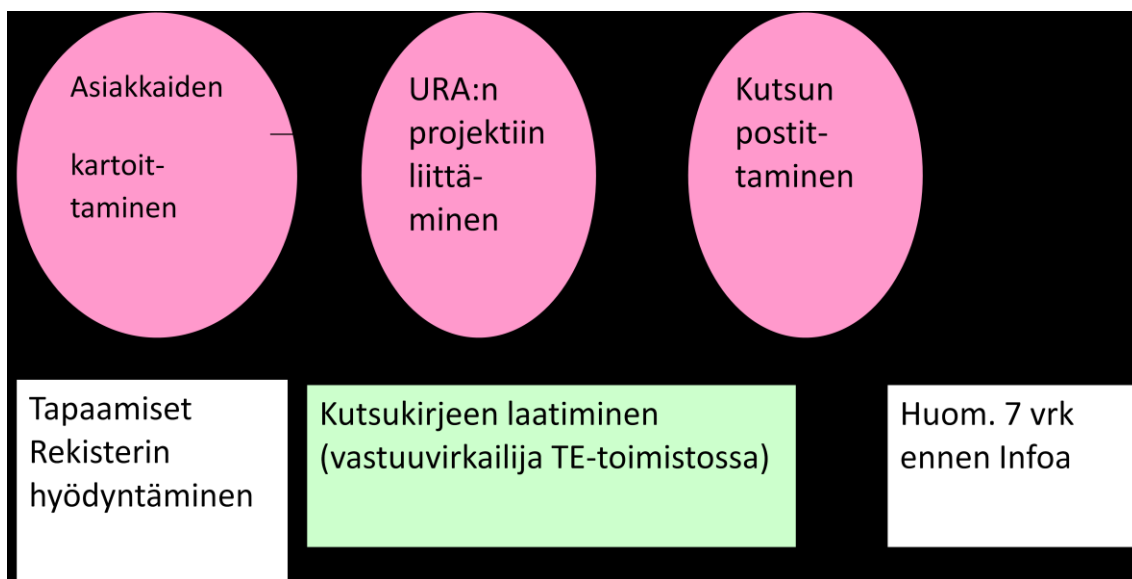 Asiakkaiden
kartoit-
taminen
URA:n
projektiin
liittä-
minen
Kutsun
postit-
taminen
Tapaamiset
Rekisterin
hyödyntäminen
Kutsukirjeen laatiminen
(vastuuvirkailija TE-toimistossa)
Huom. 7 vrk
ennen Infoa